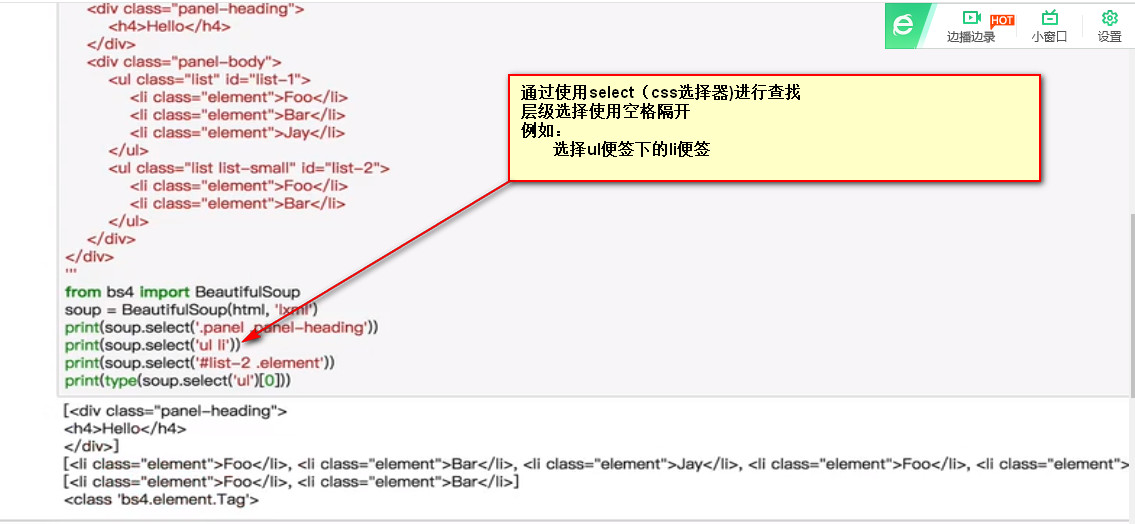 <div class="panel-heading">
<h4>Hello</h4>
</div>
<div class="panel-body">
<ul class="list" id="list-1">
<li class="element">Foo</li>
<li class="element">Bar</li>
<li class="element">Jay</li>
</ul>
<ul class="list list-small" id="list-2">
<li class="element">Foo</li>
<li class="element">Bar</li>
</ul>
</div>
</div>
'''
from bs4 import BeautifulSoup
soup = BeautifulSoup(html, 'lxml')
print(soup.select('.panel .panel-heading'))
print(soup.select('ul li'))
print(soup.select('#list-2 .element'))
print(type(soup.select('ul')[0]))
[<div class="panel-heading">
<h4>Hello</h4>
</div>]
[<li class="element">Foo</li>, <li class="element">Bar</li>, <li class="element">Jay</li>, <li class="element">Foo</li>, <li class="element">
[<li class="element">Foo</li>, <li class="element">Bar</li>]
<class 'bs4.element.Tag'>
通过使用select（css选择器)进行查找
层级选择使用空格隔开
例如：
选择ul便签下的li便签
边播边录 HOT
小窗口
设置